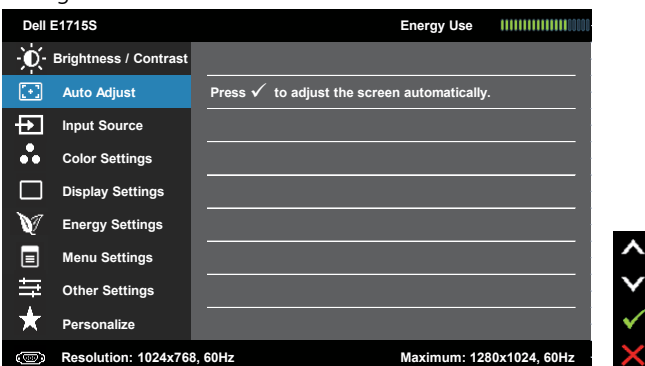 Dell E1715S Energy Use
Brightness / Contrast
Auto Adjust Press ✓ to adjust the screen automatically.
Input Source
Color Settings
Display Settings
Energy Settings
Menu Settings
Other Settings
Personalize
Resolution: 1024x768, 60Hz Maximum: 1280x1024, 60Hz